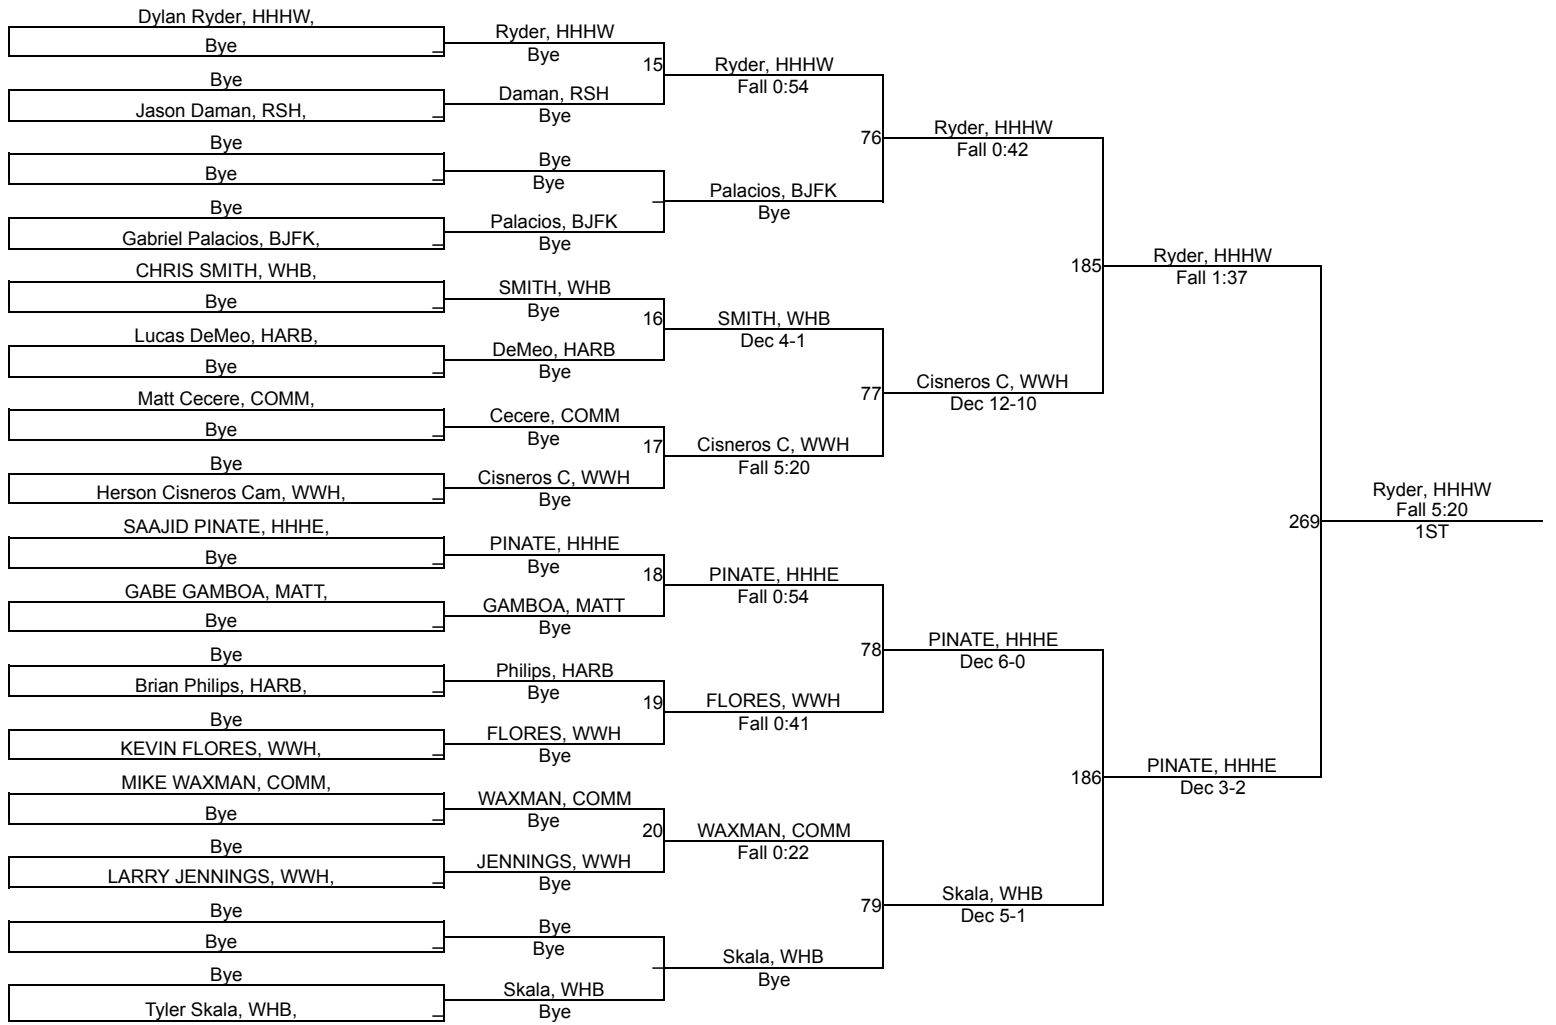 Dylan Ryder, HHHW,
Bye
Bye
Jason Daman, RSH,
Bye
Bye
Bye
Gabriel Palacios, BJFK,
CHRIS SMITH, WHB,
Bye
Lucas DeMeo, HARB,
Bye
Matt Cecere, COMM,
Bye
Bye
Herson Cisneros Cam, WWH,
SAAJID PINATE, HHHE,
Bye
GABE GAMBOA, MATT,
Bye
Bye
Brian Philips, HARB,
Bye
KEVIN FLORES, WWH,
MIKE WAXMAN, COMM,
Bye
Bye
LARRY JENNINGS, WWH,
Bye
Bye
Bye
Tyler Skala, WHB,
Ryder, HHHW
Bye
15
Daman, RSH
Bye
Bye
Bye
Palacios, BJFK
Bye
SMITH, WHB
Bye
16
DeMeo, HARB
Bye
Cecere, COMM
Bye
17
Cisneros C, WWH
Bye
PINATE, HHHE
Bye
18
GAMBOA, MATT
Bye
Philips, HARB
Bye
19
FLORES, WWH
Bye
WAXMAN, COMM
Bye
20
JENNINGS, WWH
Bye
Bye
Bye
Skala, WHB
Bye
Ryder, HHHW
Fall 0:54
76
Palacios, BJFK
Bye
SMITH, WHB
Dec 4-1
77
Cisneros C, WWH
Fall 5:20
PINATE, HHHE
Fall 0:54
78
FLORES, WWH
Fall 0:41
WAXMAN, COMM
Fall 0:22
79
Skala, WHB
Bye
Ryder, HHHW
Fall 0:42
185
Cisneros C, WWH
Dec 12-10
PINATE, HHHE
Dec 6-0
186
Skala, WHB
Dec 5-1
Ryder, HHHW
Fall 1:37
269
PINATE, HHHE
Dec 3-2
Ryder, HHHW
Fall 5:20
1ST